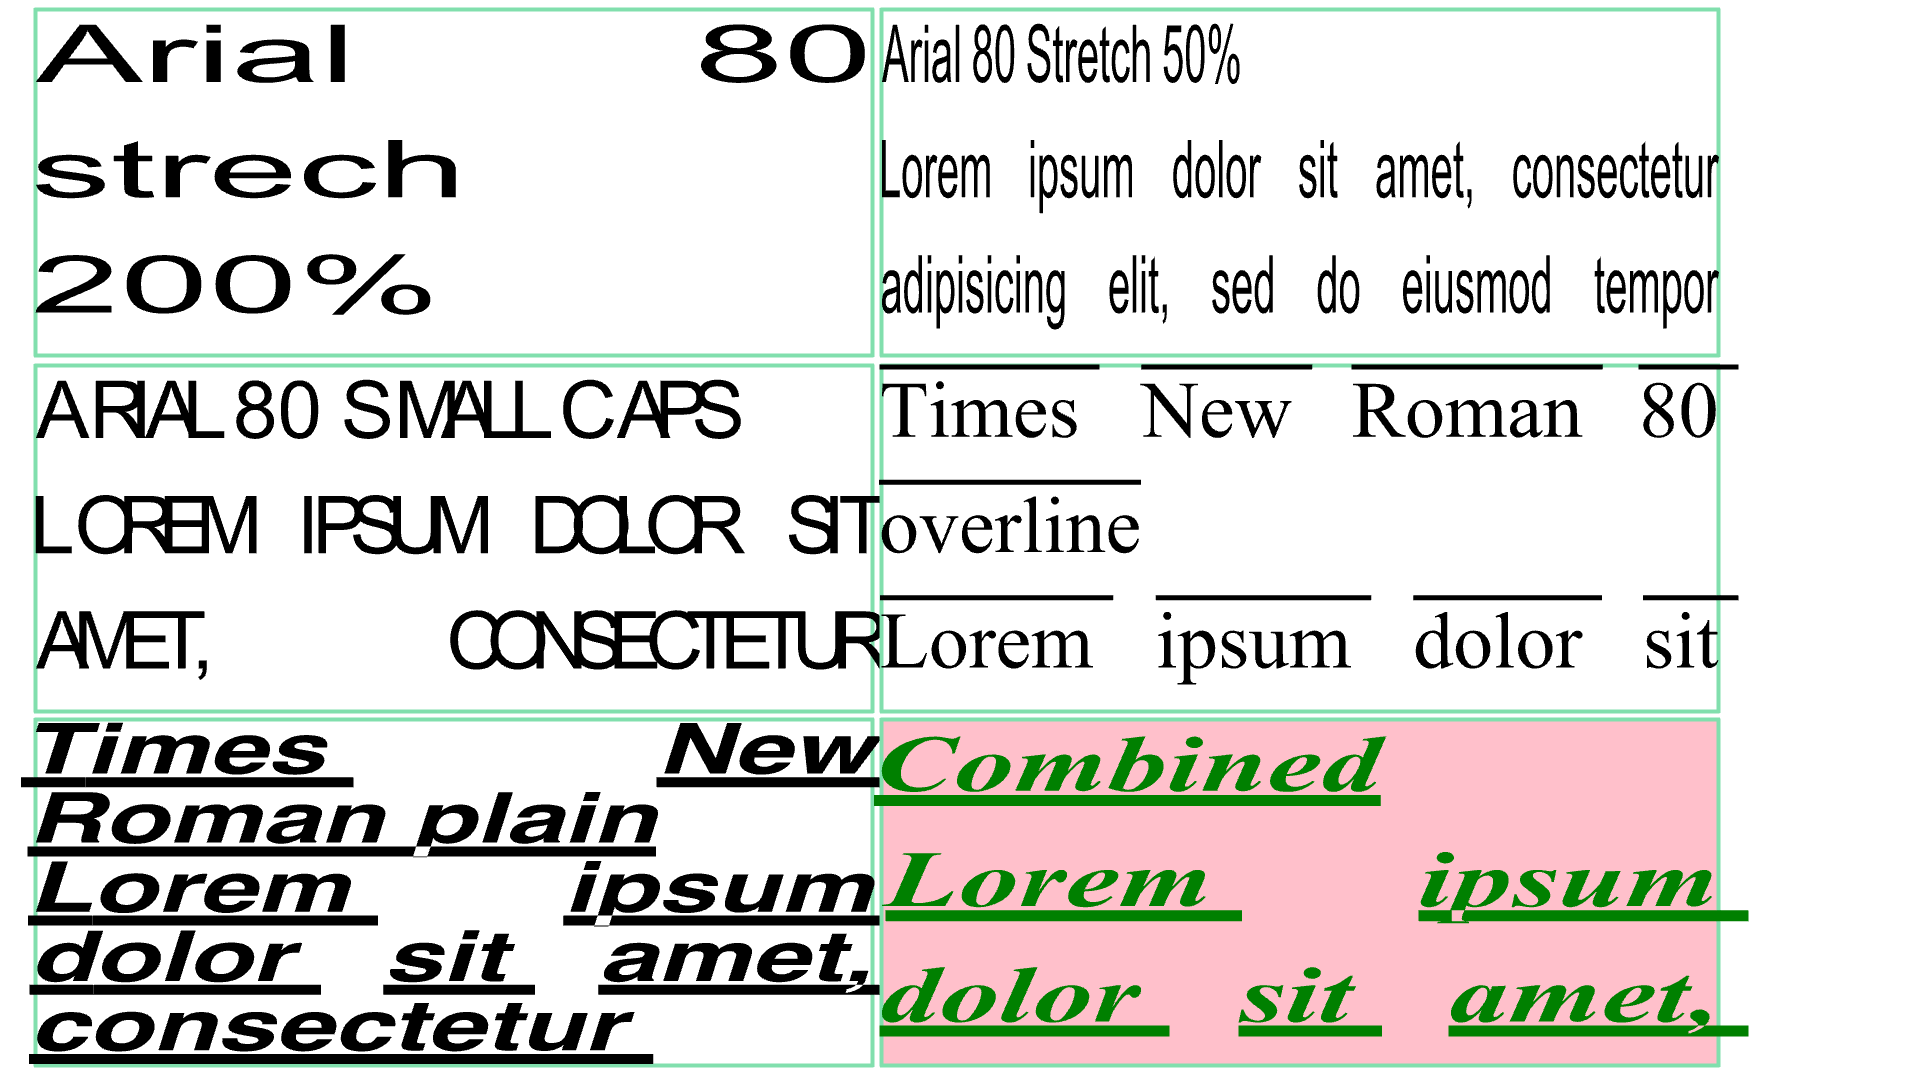 Arial 80
strech
200%
Arial 80 Stretch 50%
Lorem ipsum dolor sit amet, consectetur
adipisicing elit, sed do eiusmod tempor
ARIAL 80 SMALL CAPS
LOREM IPSUM DOLOR SIT
AMET, CONSECTETUR
Times New Roman 80
overline
Lorem ipsum dolor sit
Times New
Roman plain
Lorem ipsum
dolor sit amet,
consectetur
Combined
Lorem ipsum
dolor sit amet,